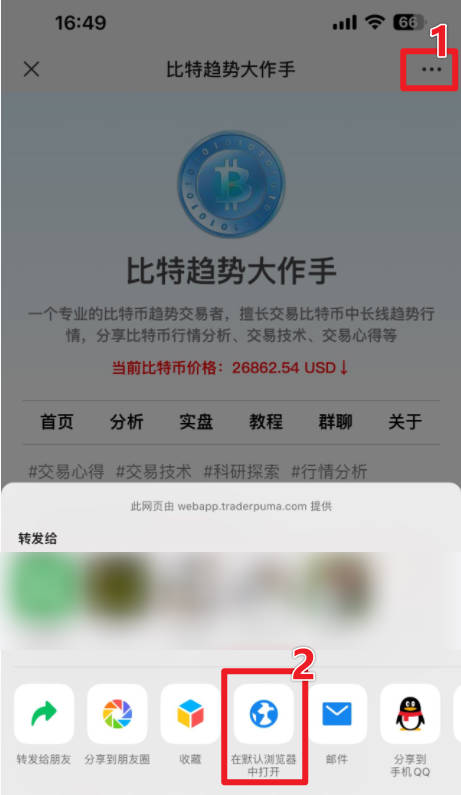 16:49
66
1
比特趋势大作手
比特趋势大作手
一个专业的比特币趋势交易者，擅长交易比特币中长线趋势行
情，分享比特币行情分析、交易技术、交易心得等
当前比特币价格：26862.54 USD↓
首页 分析 实盘 教程 群聊 关于
#交易心得 #交易技术 #科研探索 #行情分析
此网页由 webapp.traderpuma.com 提供
转发给
2
转发给朋友 分享到朋友圈 收藏 在默认浏览器 邮件 分享到
中打开 手机QQ